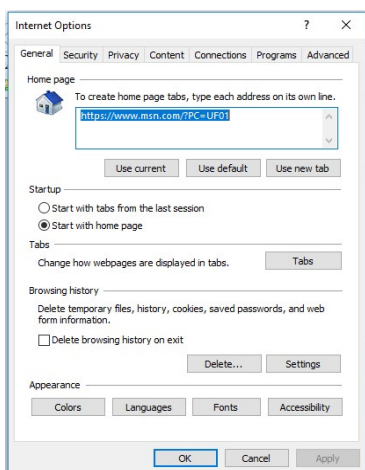 Internet Options
General Security Privacy Content Connections Programs Advanced
Home page
To create home page tabs, type each address on its own line.
https://www.msn.com/?PC=UF01
Use current Use default Use new tab
Startup
Start with tabs from the last session
Start with home page
Tabs
Change how webpages are displayed in tabs. Tabs
Browsing history
Delete temporary files, history, cookies, saved passwords, and web
form information.
Delete browsing history on exit
Delete... Settings
Appearance
Colors Languages Fonts Accessibility
OK Cancel Apply